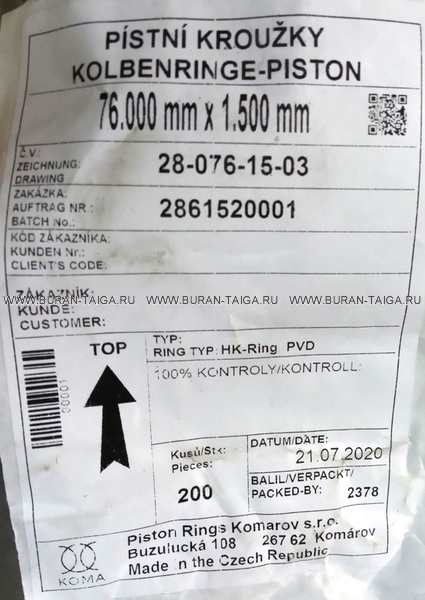 PÍSTNÍ KROUŽKY
KOLBENRINGE-PISTON
76.000 mm x 1.500 mm
Č.V.:
ZEICHNUNG:
DRAWING
28-076-15-03
ZAKÁZKA:
AUFTRAG NR.:
BATCH No.:
2861520001
KÓD ZÁKAZNÍKA:
KUNDEN Nr.:
CLIENT'S CODE:
ZÁKAZNÍK:
WWW.BURAN-TAIGA.RU WWW.BURAN-TAIGA.RU WWW.BURAN-TAIGA.RU
KUNDE:
CUSTOMER:
00001
TOP
TYP:
RING TYP: HK-Ring PVD
100% KONTROLY/KONTROLL:
Kusů/Stk:
Pieces:
200
DATUM/DATE:
21.07.2020
BALIL/VERPACKT/
PACKED-BY: 2378
KOMA
Piston Rings Komarov s.r.o.
Buzulucká 108 267 62 Komárov
Made in the Czech Republic